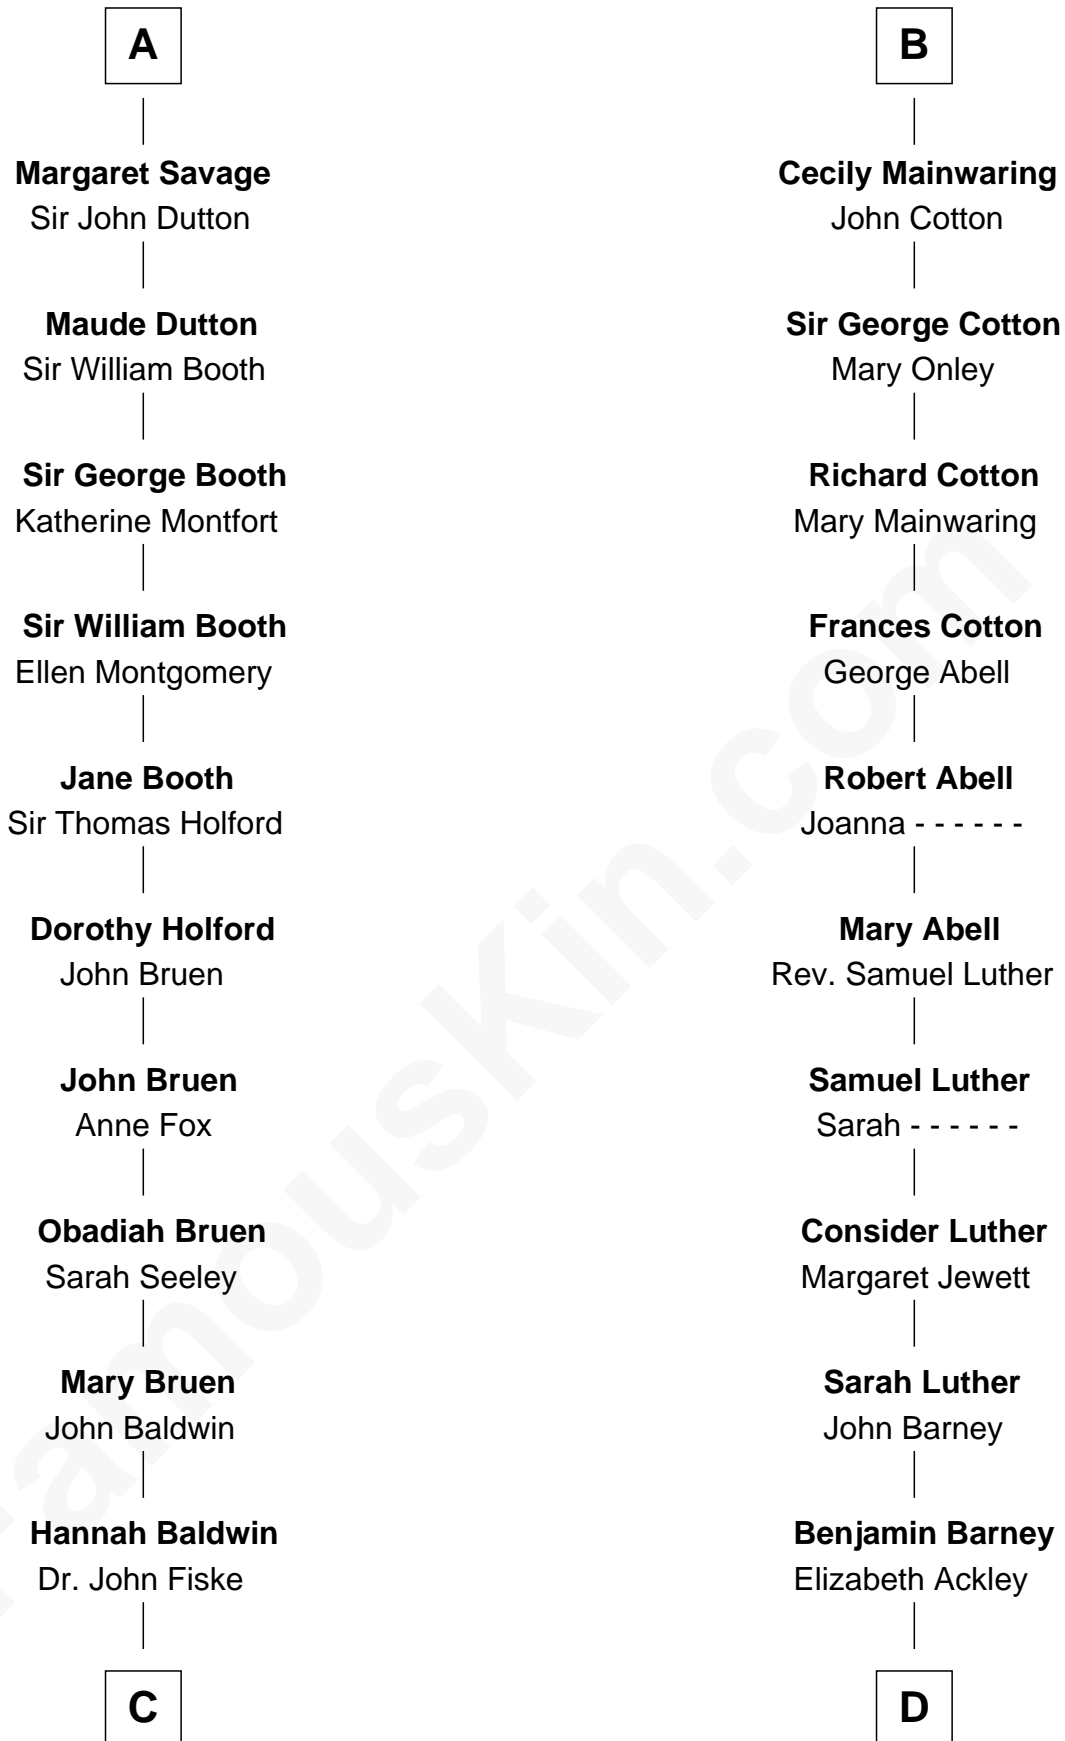 A
Margaret Savage
Sir John Dutton
Maude Dutton
Sir William Booth
Sir George Booth
Katherine Montfort
Sir William Booth
Ellen Montgomery
Jane Booth
Sir Thomas Holford
Dorothy Holford
John Bruen
John Bruen
Anne Fox
Obadiah Bruen
Sarah Seeley
Mary Bruen
John Baldwin
Hannah Baldwin
Dr. John Fiske
C
B
Cecily Mainwaring
John Cotton
Sir George Cotton
Mary Onley
Richard Cotton
Mary Mainwaring
Frances Cotton
George Abell
Robert Abell
Joanna - - - - - -
Mary Abell
Rev. Samuel Luther
Samuel Luther
Sarah - - - - - -
Consider Luther
Margaret Jewett
Sarah Luther
John Barney
Benjamin Barney
Elizabeth Ackley
D
FamousKin.com